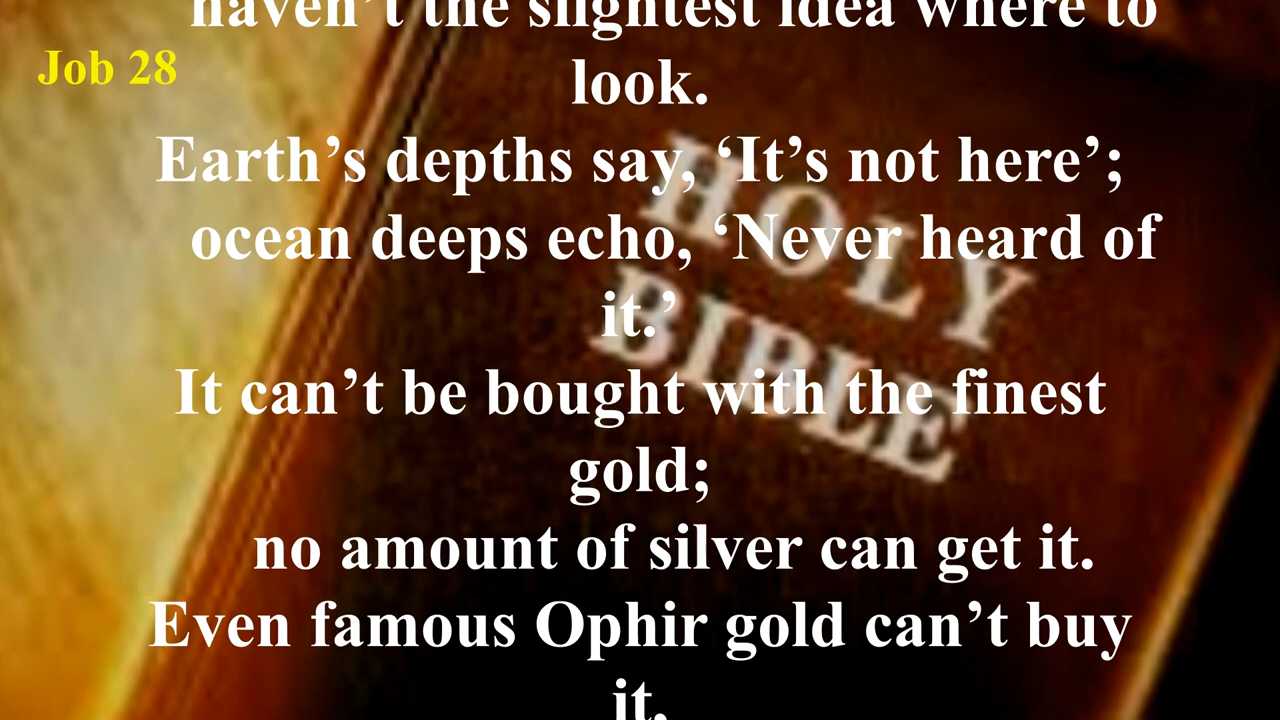 haven’t the slightest idea where to
Job 28
look.
Earth’s depths say, ‘It’s not here’;
ocean deeps echo, ‘Never heard of
it.’
It can’t be bought with the finest
gold;
no amount of silver can get it.
Even famous Ophir gold can’t buy
it,
HOLY
BIBLE